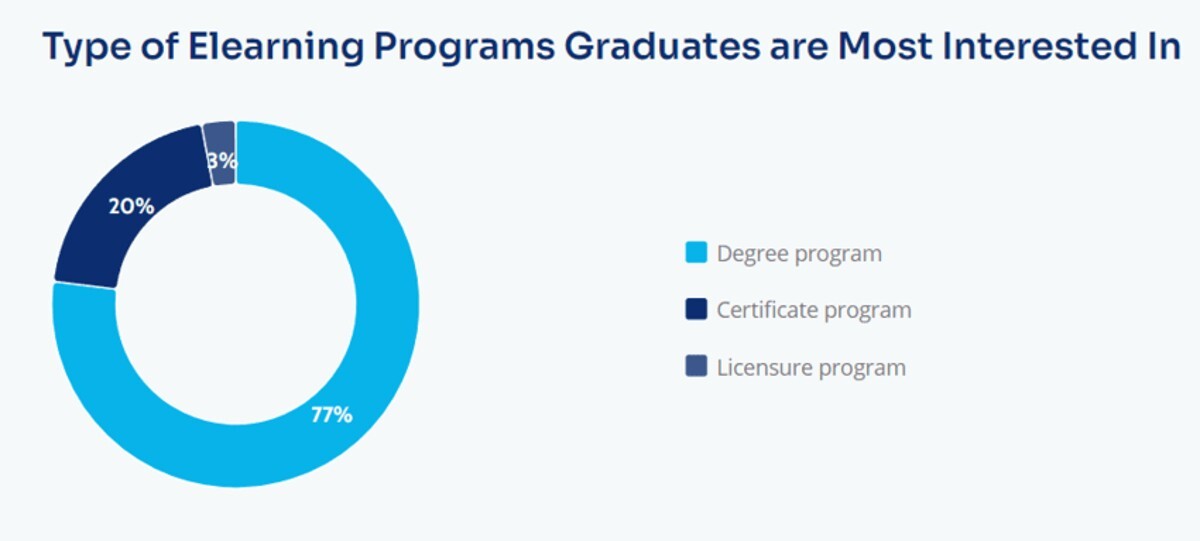 Type of Elearning Programs Graduates are Most Interested In
3%
20%
77%
Degree program
Certificate program
Licensure program